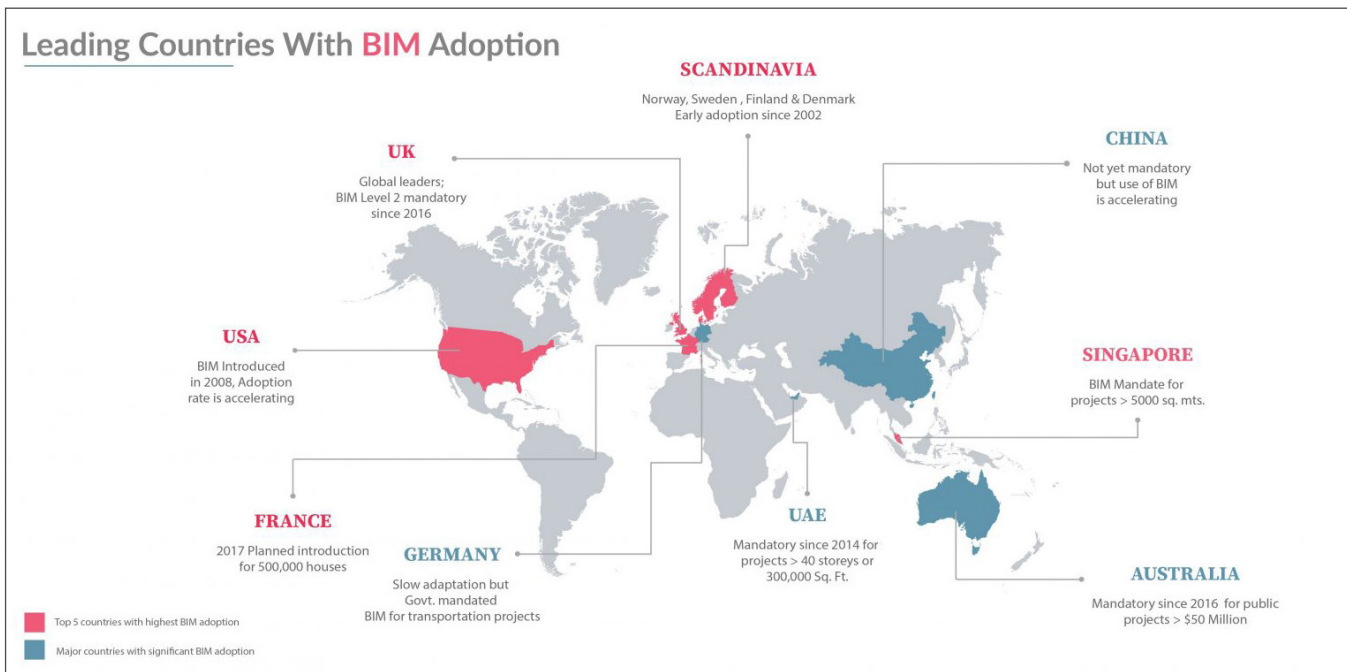 Leading Countries With BIM Adoption
SCANDINAVIA
Norway, Sweden , Finland & Denmark
Early adoption since 2002
UK
Global leaders;
BIM Level 2 mandatory
since 2016
CHINA
Not yet mandatory
but use of BIM
is accelerating
USA
BIM Introduced
in 2008, Adoption
rate is accelerating
SINGAPORE
BIM Mandate for
projects > 5000 sq. mts.
FRANCE
2017 Planned introduction
for 500,000 houses
GERMANY
Slow adaptation but
Govt. mandated
BIM for transportation projects
UAE
Mandatory since 2014 for
projects > 40 storeys or
300,000 Sq. Ft.
AUSTRALIA
Mandatory since 2016 for public
projects > $50 Million
Top 5 countries with highest BIM adoption
Major countries with significant BIM adoption